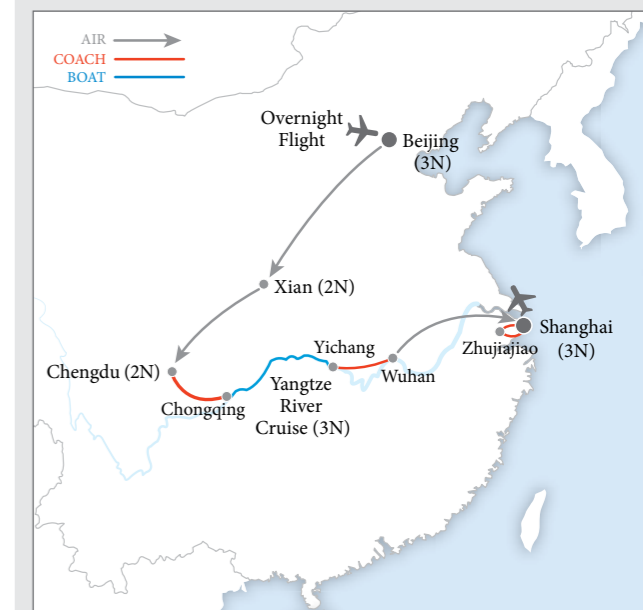 AIR
COACH
BOAT
Overnight
Flight
Beijing
(3N)
Xian (2N)
Yichang
Shanghai
(3N)
Zhujiajiao
Chengdu (2N)
Wuhan
Chongqing
Yangtze
River
Cruise (3N)